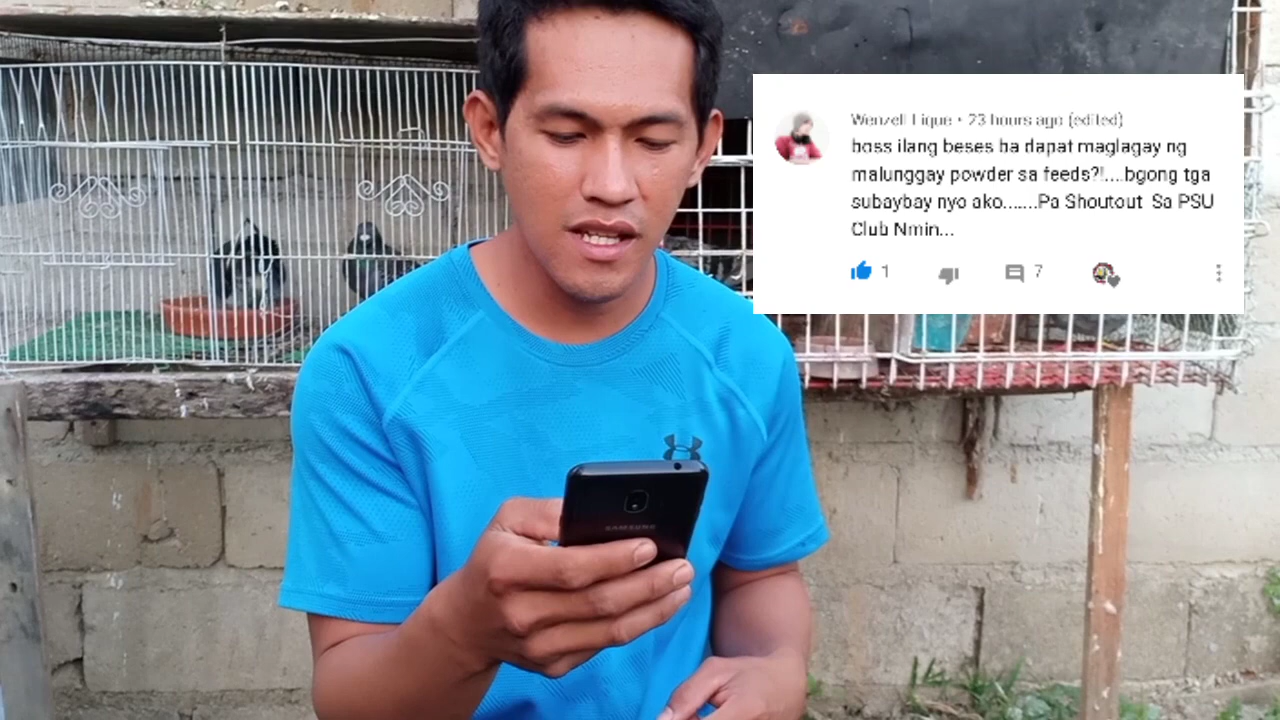 Wenzell Lique • 23 hours ago (edited)
boss ilang beses ba dapat maglagay ng
malunggay powder sa feeds?!....bgong tga
subaybay nyo ako.......Pa Shoutout Sa PSU
Club Nmin...
1
7
SAMSUNG